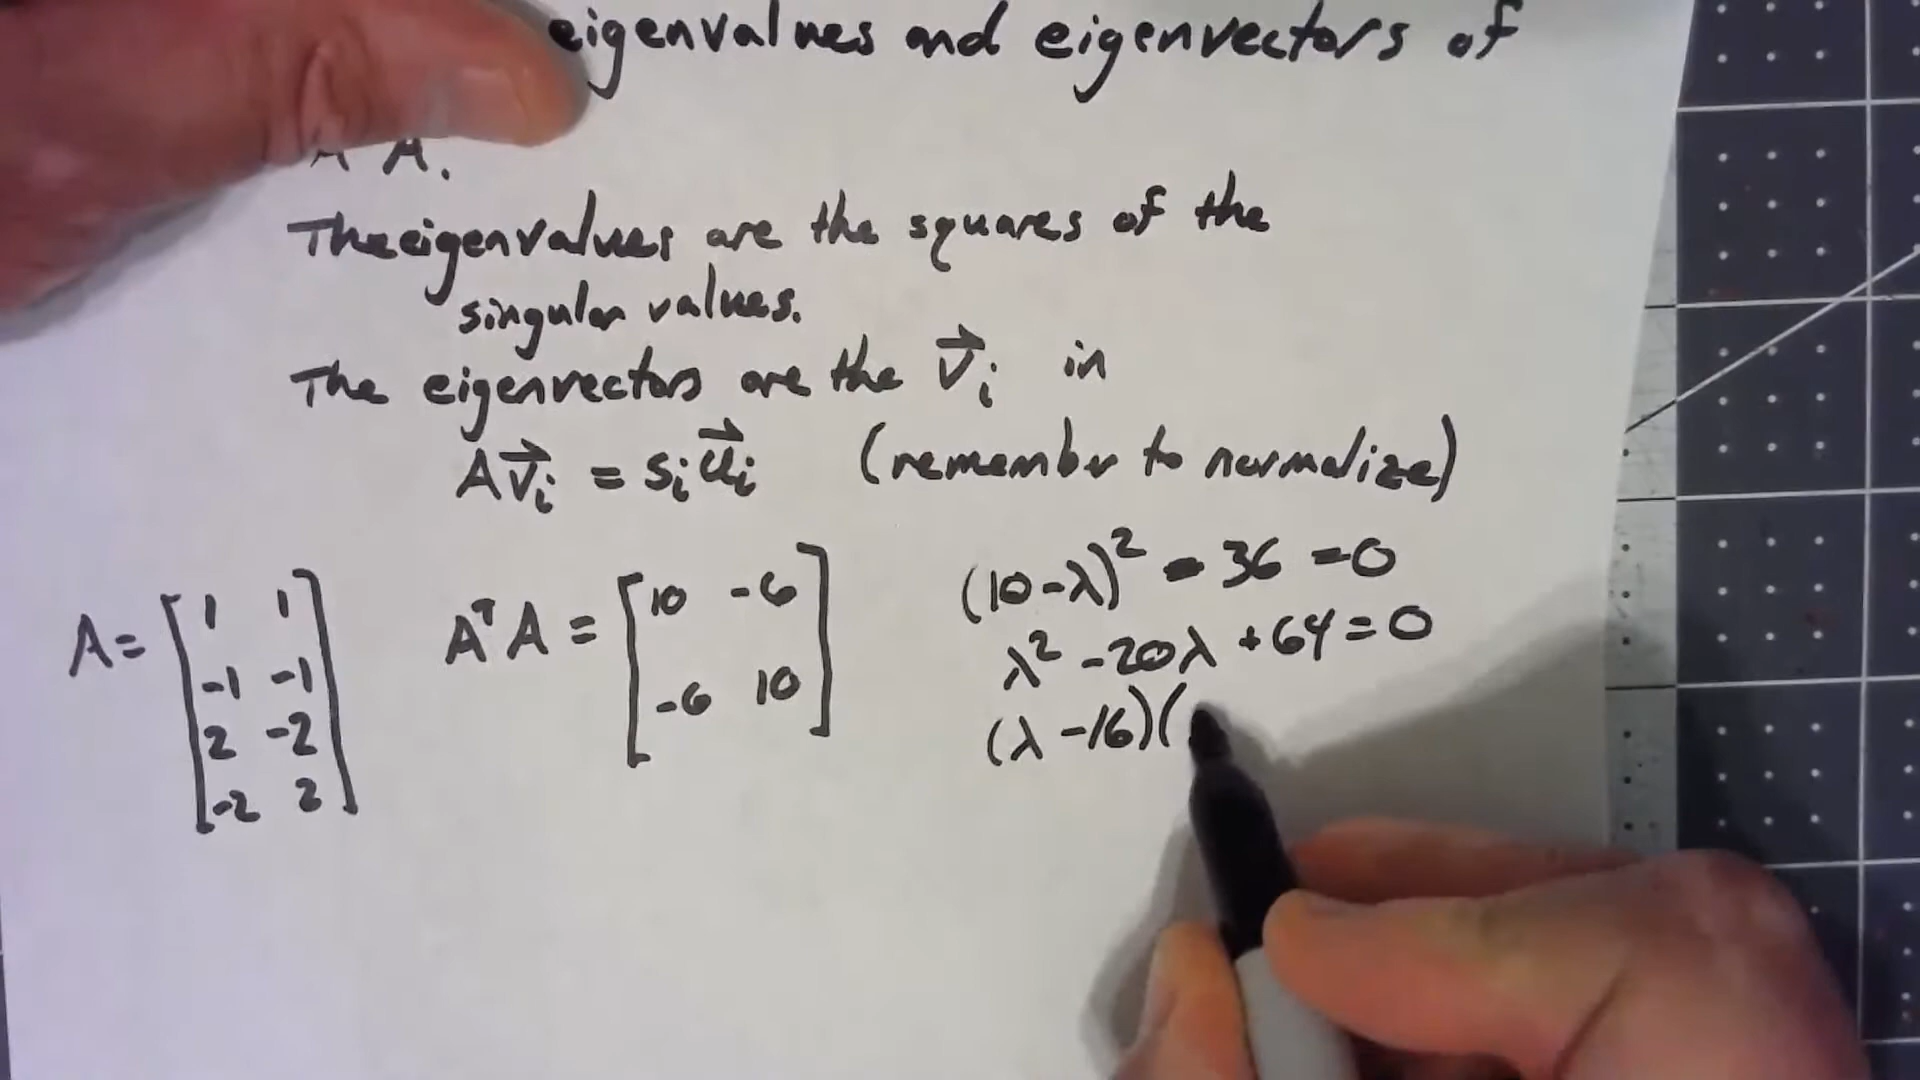 eigenvalues and eigenvectors of
A A.
The eigenvalues are the squares of the
singular values.
The eigenvectors are the v⃗ᵢ in
Av⃗ᵢ = sᵢu⃗ᵢ (remember to normalize)
A = [1 1
-1 -1
2 -2
-2 2]
AᵀA = [10 -6
-6 10]
(10-λ)² - 36 = 0
λ² - 20λ + 64 = 0
(λ - 16)(